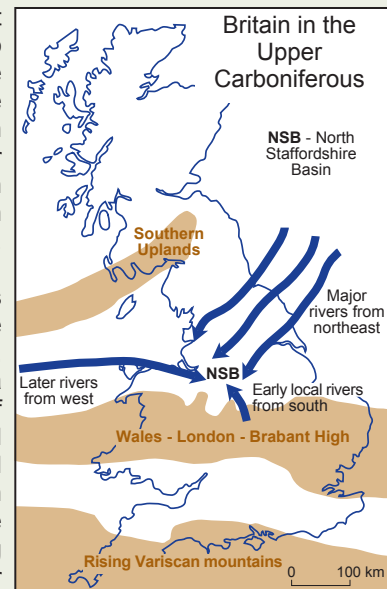 Britain in the
Upper
Carboniferous
NSB - North
Staffordshire
Basin
Southern
Uplands
Major
rivers from
northeast
NSB
Later rivers
from west
Early local rivers
from south
Wales - London - Brabant High
Rising Variscan mountains
0 100 km